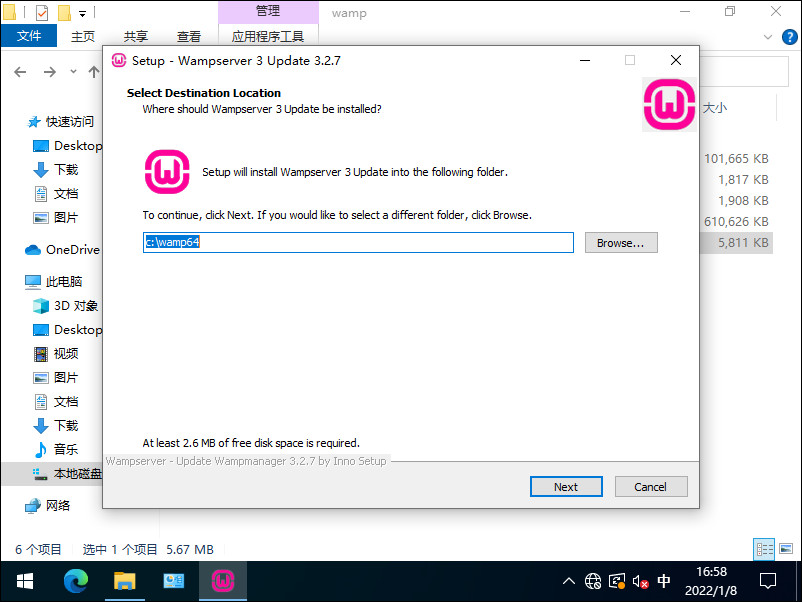 管理
wamp
文件
主页
共享
查看
应用程序工具
Setup - Wampserver 3 Update 3.2.7
Select Destination Location
Where should Wampserver 3 Update be installed?
Setup will install Wampserver 3 Update into the following folder.
To continue, click Next. If you would like to select a different folder, click Browse.
c:\wamp64
Browse...
At least 2.6 MB of free disk space is required.
Wampserver - Update Wampmanager 3.2.7 by Inno Setup
Next
Cancel
快速访问
Desktop
下载
文档
图片
OneDrive
此电脑
3D 对象
Desktop
视频
图片
文档
下载
音乐
本地磁盘
网络
大小
101,665 KB
1,817 KB
1,908 KB
610,626 KB
5,811 KB
6 个项目
选中 1 个项目 5.67 MB
中
16:58
2022/1/8